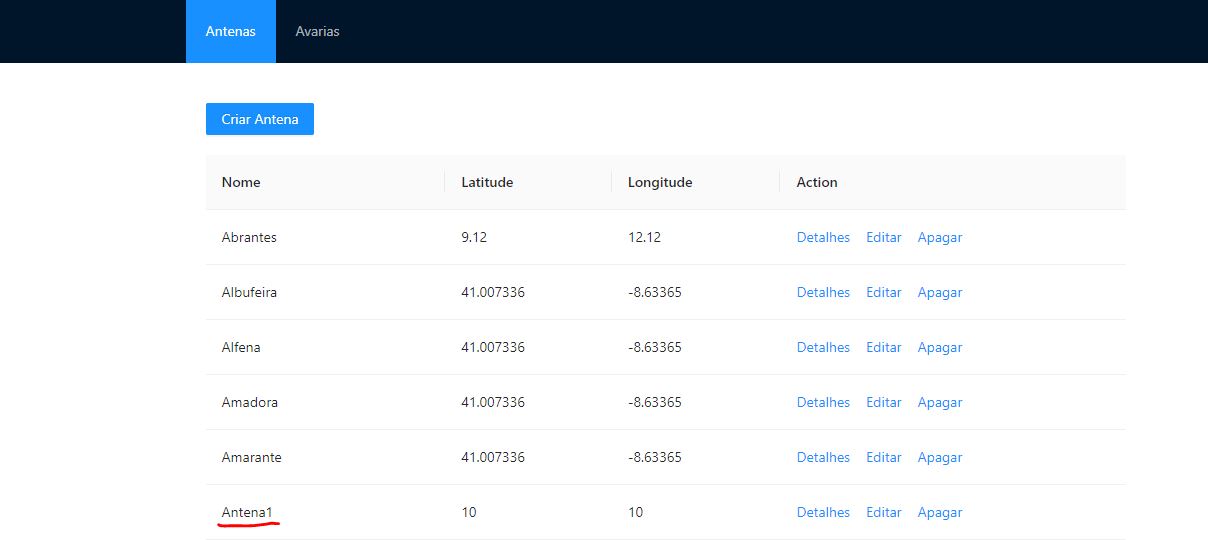 Antenas Avarias
Criar Antena
Nome Latitude Longitude Action
Abrantes 9.12 12.12 Detalhes Editar Apagar
Albufeira 41.007336 -8.63365 Detalhes Editar Apagar
Alfena 41.007336 -8.63365 Detalhes Editar Apagar
Amadora 41.007336 -8.63365 Detalhes Editar Apagar
Amarante 41.007336 -8.63365 Detalhes Editar Apagar
Antena1 10 10 Detalhes Editar Apagar